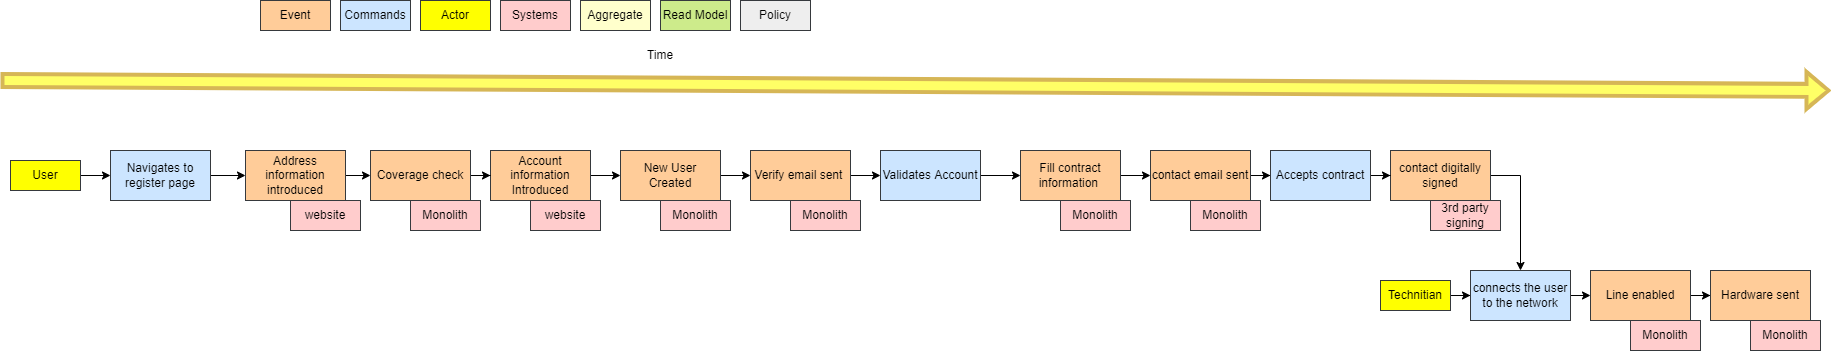 Event
Commands
Actor
Systems
Aggregate
Read Model
Policy
Time
User
Navigates to
register page
Address
information
introduced
website
Coverage check
Monolith
Account
information
Introduced
website
New User
Created
Monolith
Verify email sent
Monolith
Validates Account
Fill contract
information
Monolith
contact email sent
Monolith
Accepts contract
contact digitally
signed
3rd party
signing
Technitian
connects the user
to the network
Line enabled
Monolith
Hardware sent
Monolith